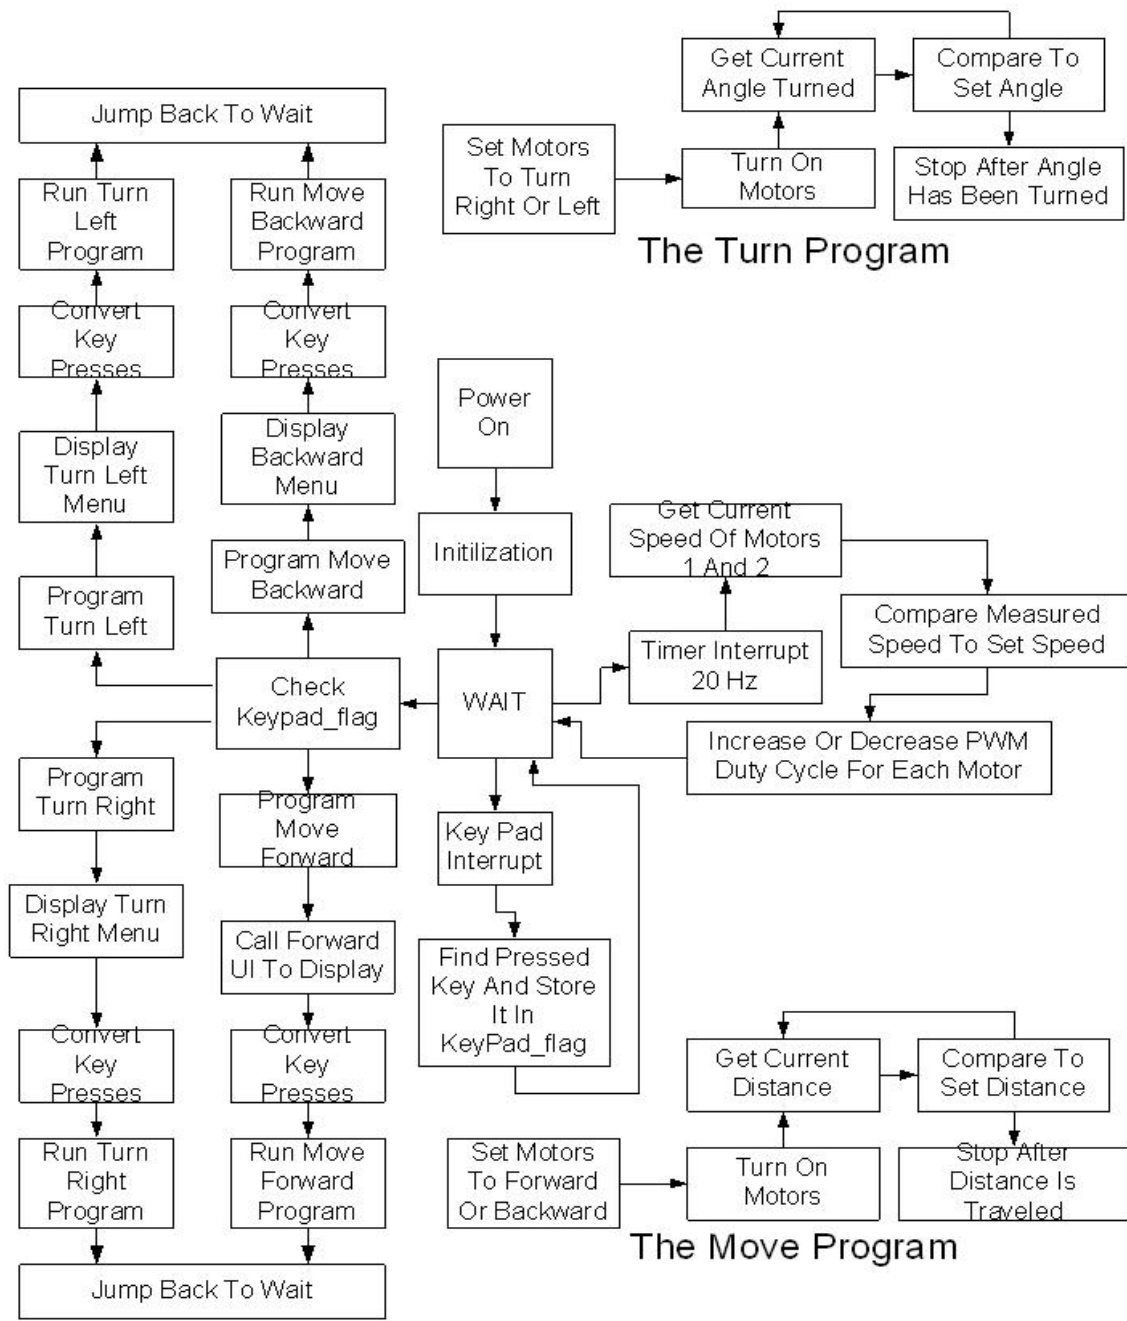 Get Current
Angle Turned
Compare To
Set Angle
Jump Back To Wait
Set Motors
To Turn
Right Or Left
Turn On
Motors
Stop After Angle
Has Been Turned
The Turn Program
Run Turn
Left
Program
Run Move
Backward
Program
Convert
Key
Presses
Convert
Key
Presses
Power
On
Display
Turn Left
Menu
Display
Backward
Menu
Initilization
Get Current
Speed Of Motors
1 And 2
Program
Turn Left
Program Move
Backward
Compare Measured
Speed To Set Speed
Timer Interrupt
20 Hz
Check
Keypad_flag
WAIT
Increase Or Decrease PWM
Duty Cycle For Each Motor
Program
Turn Right
Program
Move
Forward
Key Pad
Interrupt
Display Turn
Right Menu
Call Forward
UI To Display
Find Pressed
Key And Store
It In
KeyPad_flag
Convert
Key
Presses
Convert
Key
Presses
Get Current
Distance
Compare To
Set Distance
Run Turn
Right
Program
Run Move
Forward
Program
Set Motors
To Forward
Or Backward
Turn On
Motors
Stop After
Distance Is
Traveled
The Move Program
Jump Back To Wait